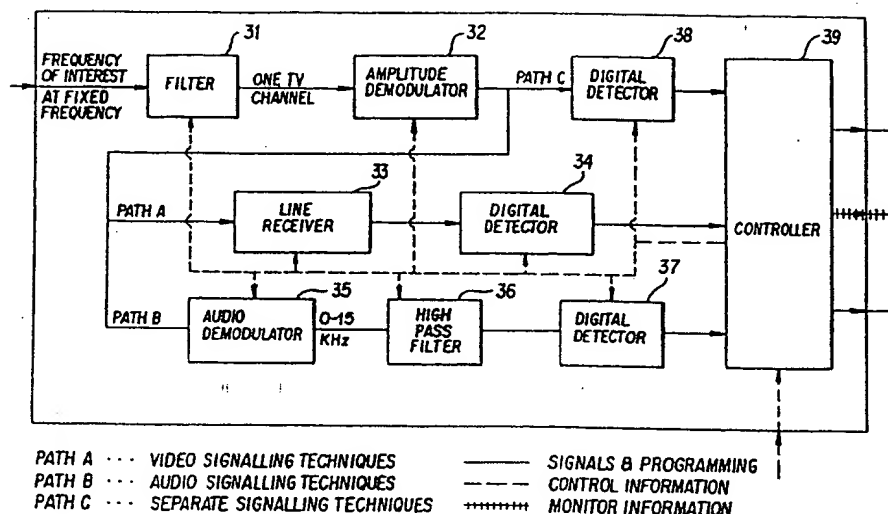 31
32
38
39
FREQUENCY
OF INTEREST
AT FIXED
FREQUENCY
FILTER
ONE TV
CHANNEL
AMPLITUDE
DEMODULATOR
PATH C
DIGITAL
DETECTOR
33
34
PATH A
LINE
RECEIVER
DIGITAL
DETECTOR
CONTROLLER
35
36
37
PATH B
AUDIO
DEMODULATOR
0-15
KHz
HIGH
PASS
FILTER
DIGITAL
DETECTOR
PATH A ... VIDEO SIGNALLING TECHNIQUES
PATH B ... AUDIO SIGNALLING TECHNIQUES
PATH C ... SEPARATE SIGNALLING TECHNIQUES
SIGNALS & PROGRAMMING
CONTROL INFORMATION
MONITOR INFORMATION